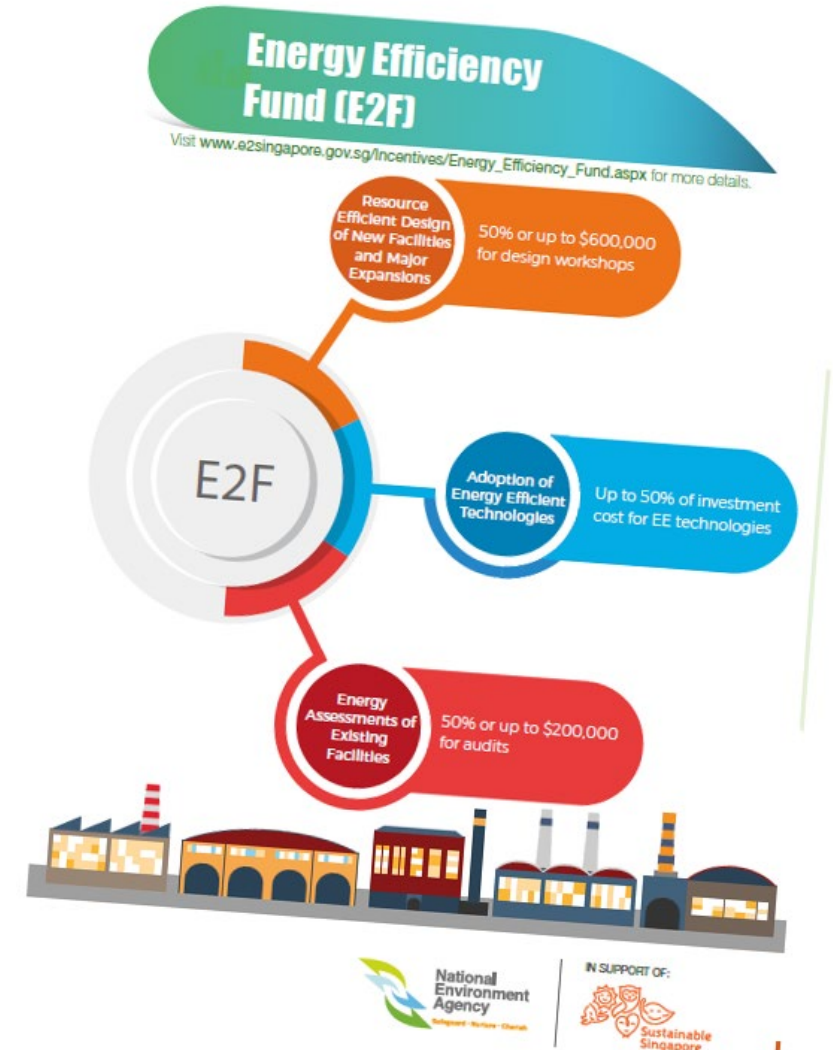 Energy Efficiency
Fund (E2F)
Visit www.e2singapore.gov.sg/Incentives/Energy_Efficiency_Fund.aspx for more details.
Resource
Efficient Design
of New Facilities
and Major
Expansions
50% or up to $600,000
for design workshops
E2F
Adoption of
Energy Efficient
Technologies
Up to 50% of investment
cost for EE technologies
Energy
Assessments of
Existing
Facilities
50% or up to $200,000
for audits
National
Environment
Agency
Safeguard · Nurture · Cherish
IN SUPPORT OF:
Sustainable
Singapore